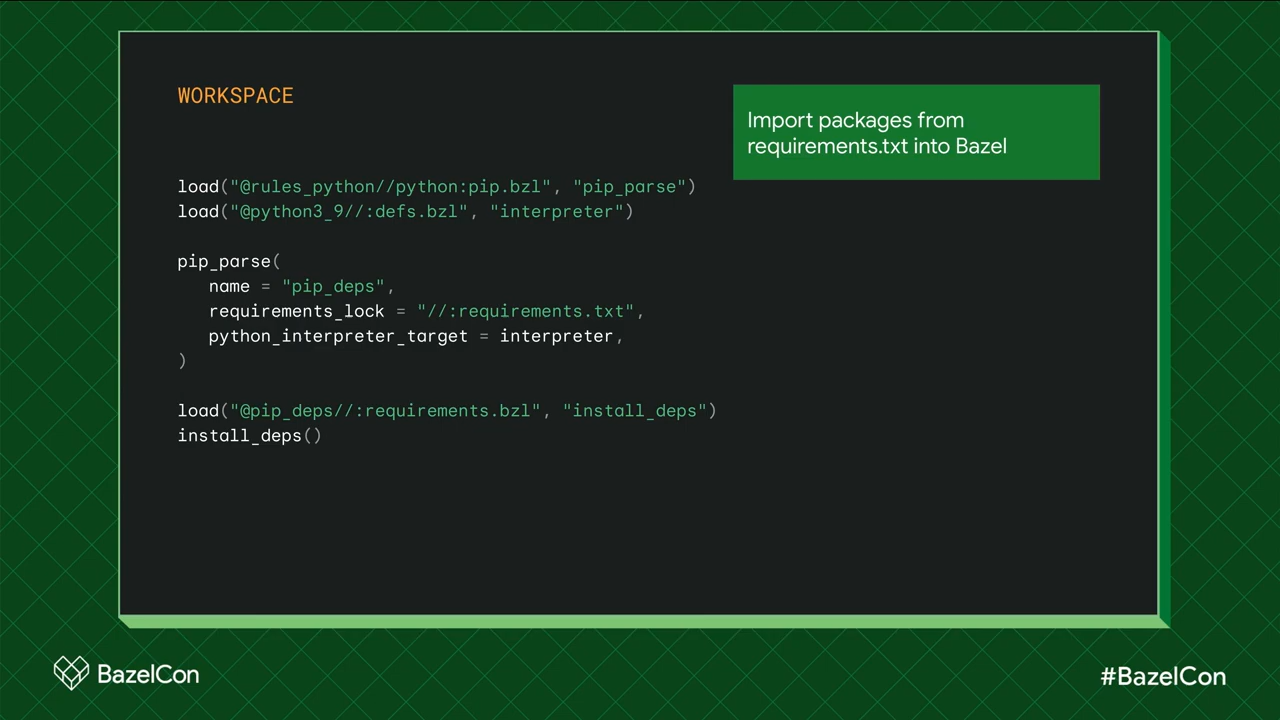 WORKSPACE
Import packages from
requirements.txt into Bazel
load("@rules_python//python:pip.bzl", "pip_parse")
load("@python3_9//:defs.bzl", "interpreter")
pip_parse(
   name = "pip_deps",
   requirements_lock = "//:requirements.txt",
   python_interpreter_target = interpreter,
)
load("@pip_deps//:requirements.bzl", "install_deps")
install_deps()
BazelCon
#BazelCon